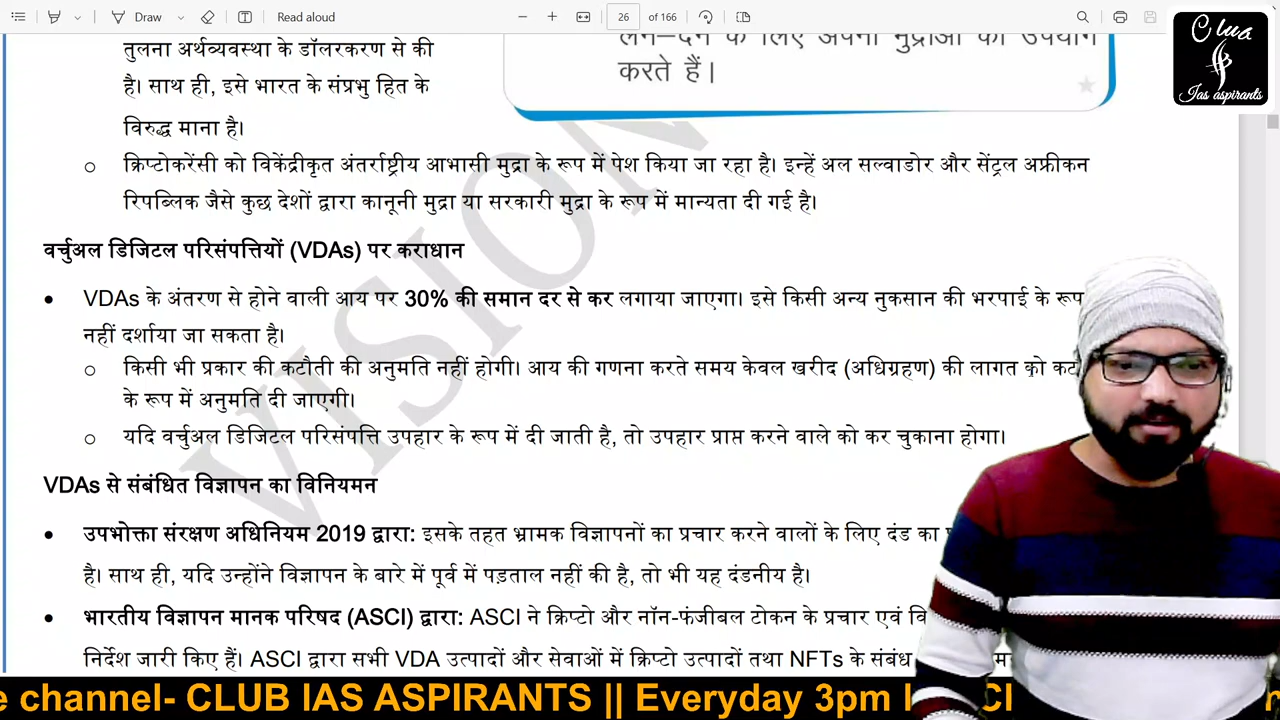 Draw
Read aloud
26 of 166
Clua
Ias aspirants
तुलना अर्थव्यवस्था के डॉलरकरण से की
है। साथ ही, इसे भारत के संप्रभु हित के
विरुद्ध माना है।
लेन–देन के लिए अपनी मुद्राओं का उपयोग
करते हैं।
o क्रिप्टोकरेंसी को विकेंद्रीकृत अंतर्राष्ट्रीय आभासी मुद्रा के रूप में पेश किया जा रहा है। इन्हें अल सल्वाडोर और सेंट्रल अफ्रीकन
रिपब्लिक जैसे कुछ देशों द्वारा कानूनी मुद्रा या सरकारी मुद्रा के रूप में मान्यता दी गई है।
वर्चुअल डिजिटल परिसंपत्तियों (VDAs) पर कराधान
• VDAs के अंतरण से होने वाली आय पर 30% की समान दर से कर लगाया जाएगा। इसे किसी अन्य नुकसान की भरपाई के रूप
नहीं दर्शाया जा सकता है।
o किसी भी प्रकार की कटौती की अनुमति नहीं होगी। आय की गणना करते समय केवल खरीद (अधिग्रहण) की लागत को
के रूप में अनुमति दी जाएगी।
o यदि वर्चुअल डिजिटल परिसंपत्ति उपहार के रूप में दी जाती है, तो उपहार प्राप्त करने वाले को कर चुकाना होगा।
VDAs से संबंधित विज्ञापन का विनियमन
• उपभोक्ता संरक्षण अधिनियम 2019 द्वारा: इसके तहत भ्रामक विज्ञापनों का प्रचार करने वालों के लिए दंड का
है। साथ ही, यदि उन्होंने विज्ञापन के बारे में पूर्व में पड़ताल नहीं की है, तो भी यह दंडनीय है।
• भारतीय विज्ञापन मानक परिषद (ASCI) द्वारा: ASCI ने क्रिप्टो और नॉन-फंजीबल टोकन के प्रचार एवं
निर्देश जारी किए हैं। ASCI द्वारा सभी VDA उत्पादों और सेवाओं में क्रिप्टो उत्पादों तथा NFTs के संबंध
VISION
channel- CLUB IAS ASPIRANTS || Everyday 3pm